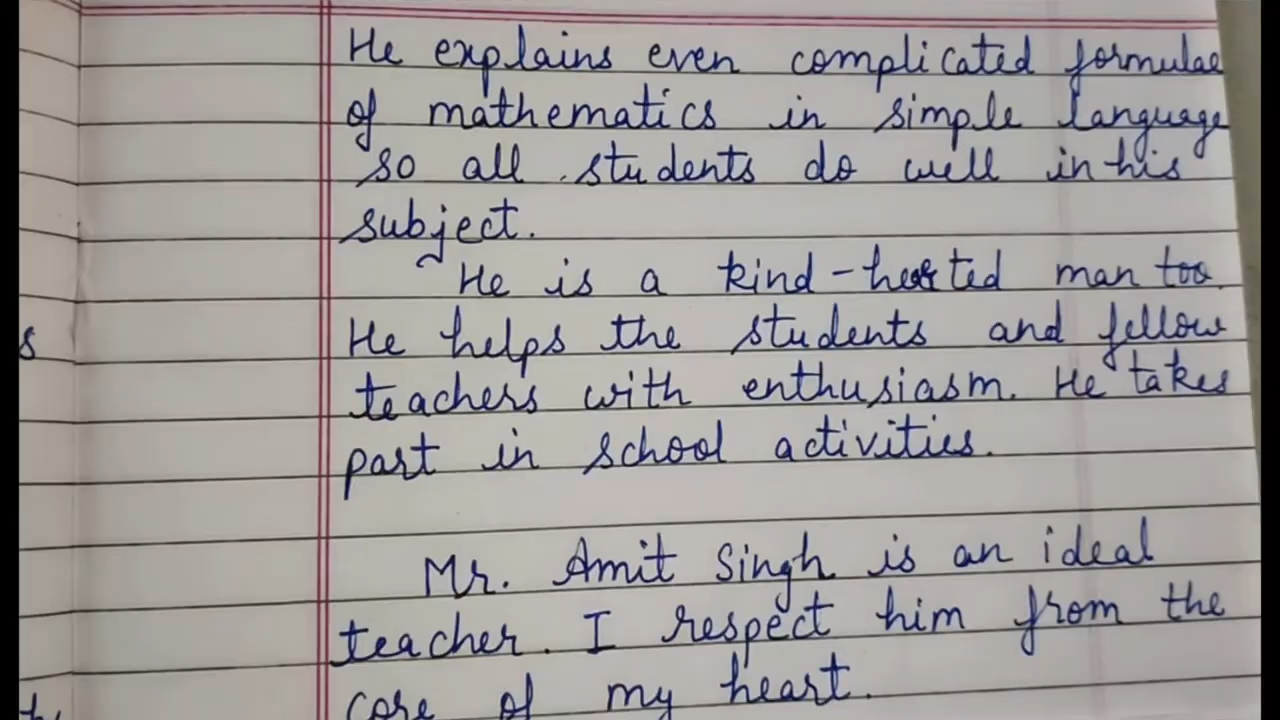 He explains even complicated formulae
of mathematics in simple language
so all students do well in his
subject.
He is a kind-hearted man too.
He helps the students and fellow
s
teachers with enthusiasm. He takes
part in school activities.
Mr. Amit Singh is an ideal
teacher. I respect him from the
core of my heart.